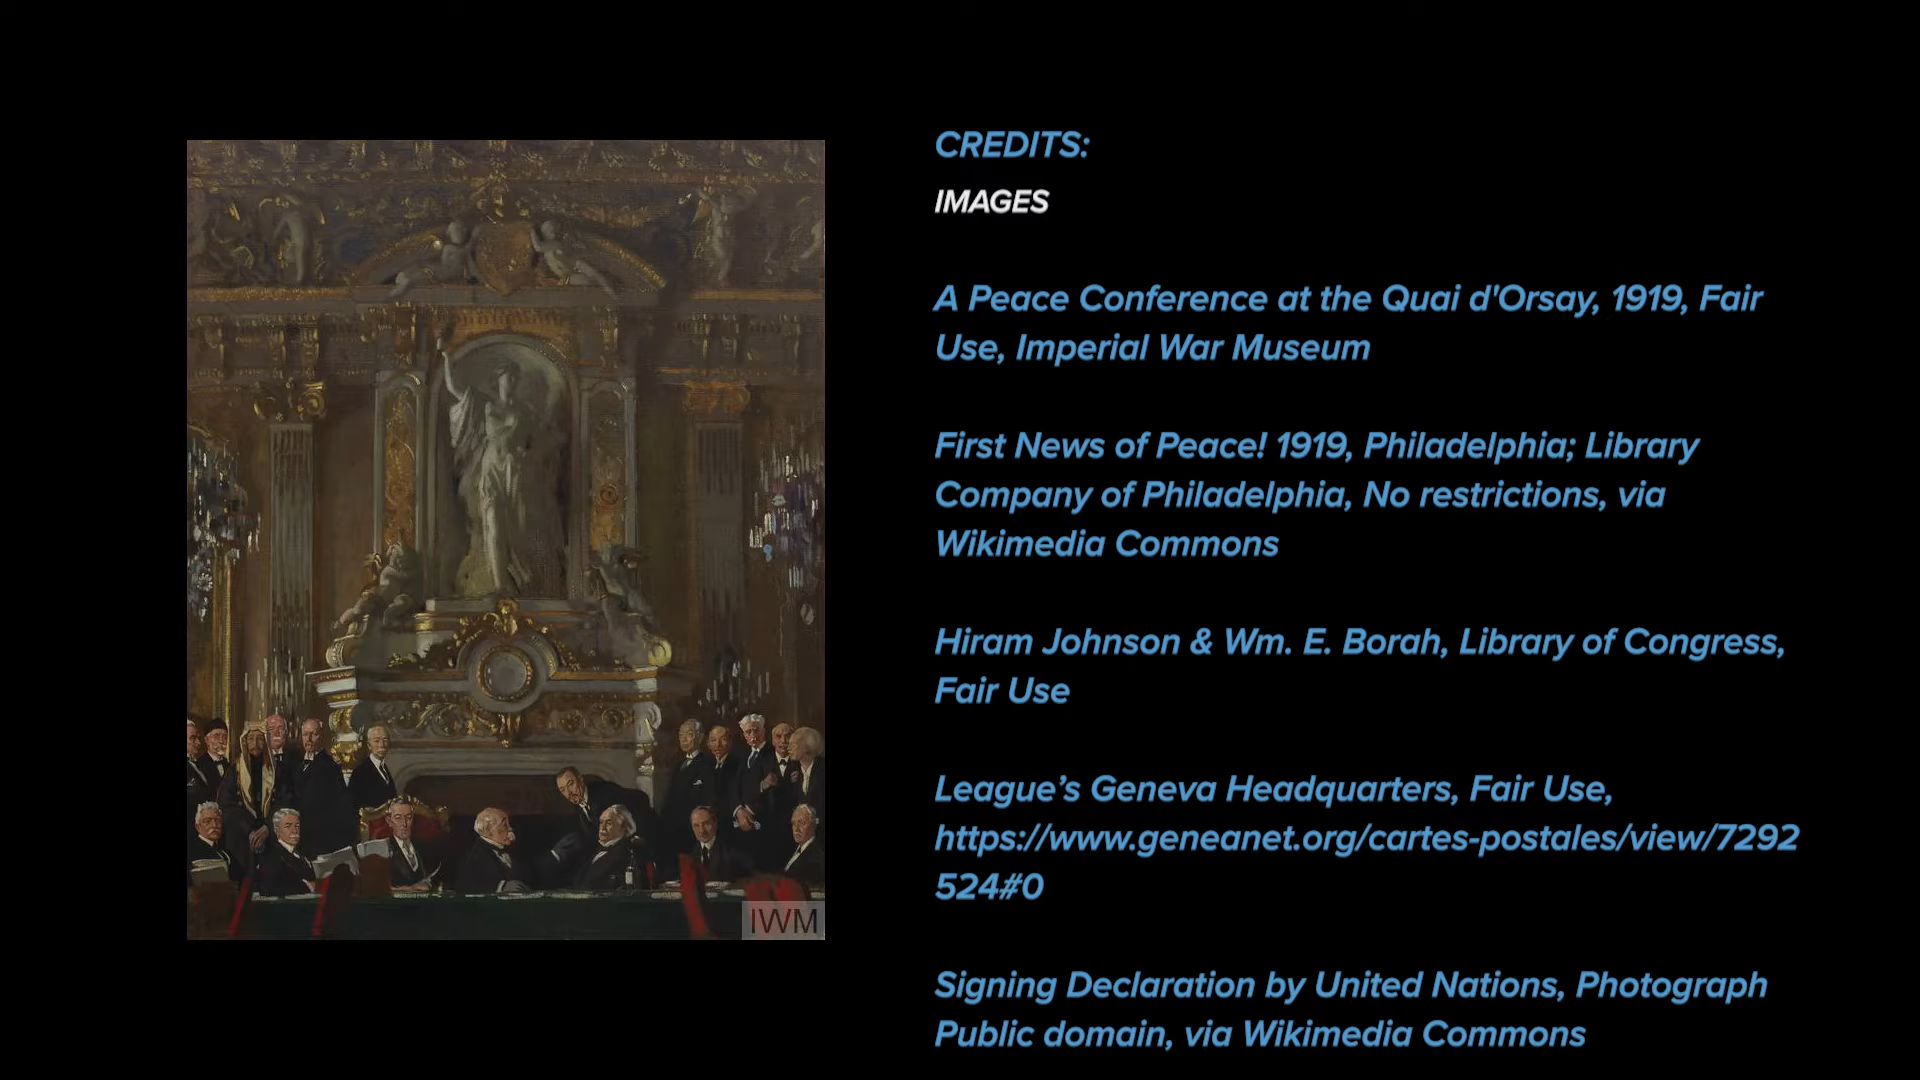 CREDITS:
IMAGES
A Peace Conference at the Quai d'Orsay, 1919, Fair
Use, Imperial War Museum
First News of Peace! 1919, Philadelphia; Library
Company of Philadelphia, No restrictions, via
Wikimedia Commons
Hiram Johnson & Wm. E. Borah, Library of Congress,
Fair Use
League’s Geneva Headquarters, Fair Use,
https://www.geneanet.org/cartes-postales/view/7292
524#0
Signing Declaration by United Nations, Photograph
Public domain, via Wikimedia Commons
IWM